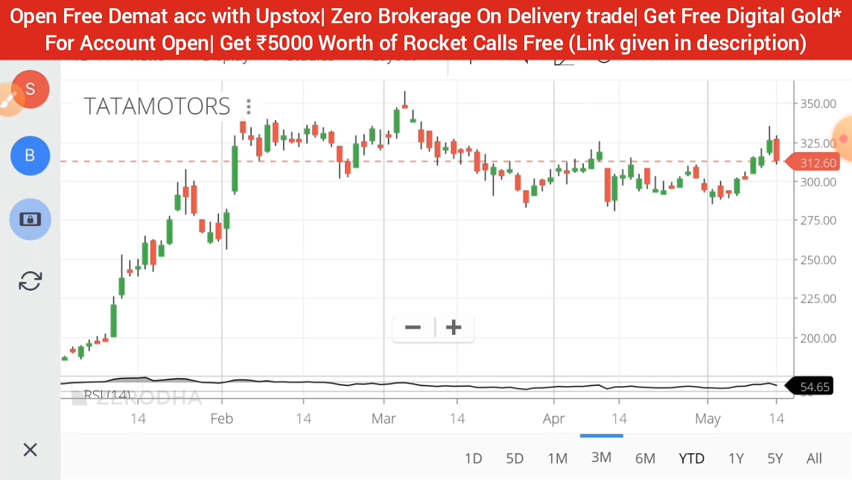 Open Free Demat acc with Upstox| Zero Brokerage On Delivery trade| Get Free Digital Gold*
For Account Open| Get ₹5000 Worth of Rocket Calls Free (Link given in description)
S
TATAMOTORS
350.00
B
325.00
312.60
300.00
275.00
250.00
225.00
200.00
RSI (14)
54.65
ZERODHA
14 Feb 14 Mar 14 Apr 14 May 14
1D 5D 1M 3M 6M YTD 1Y 5Y All